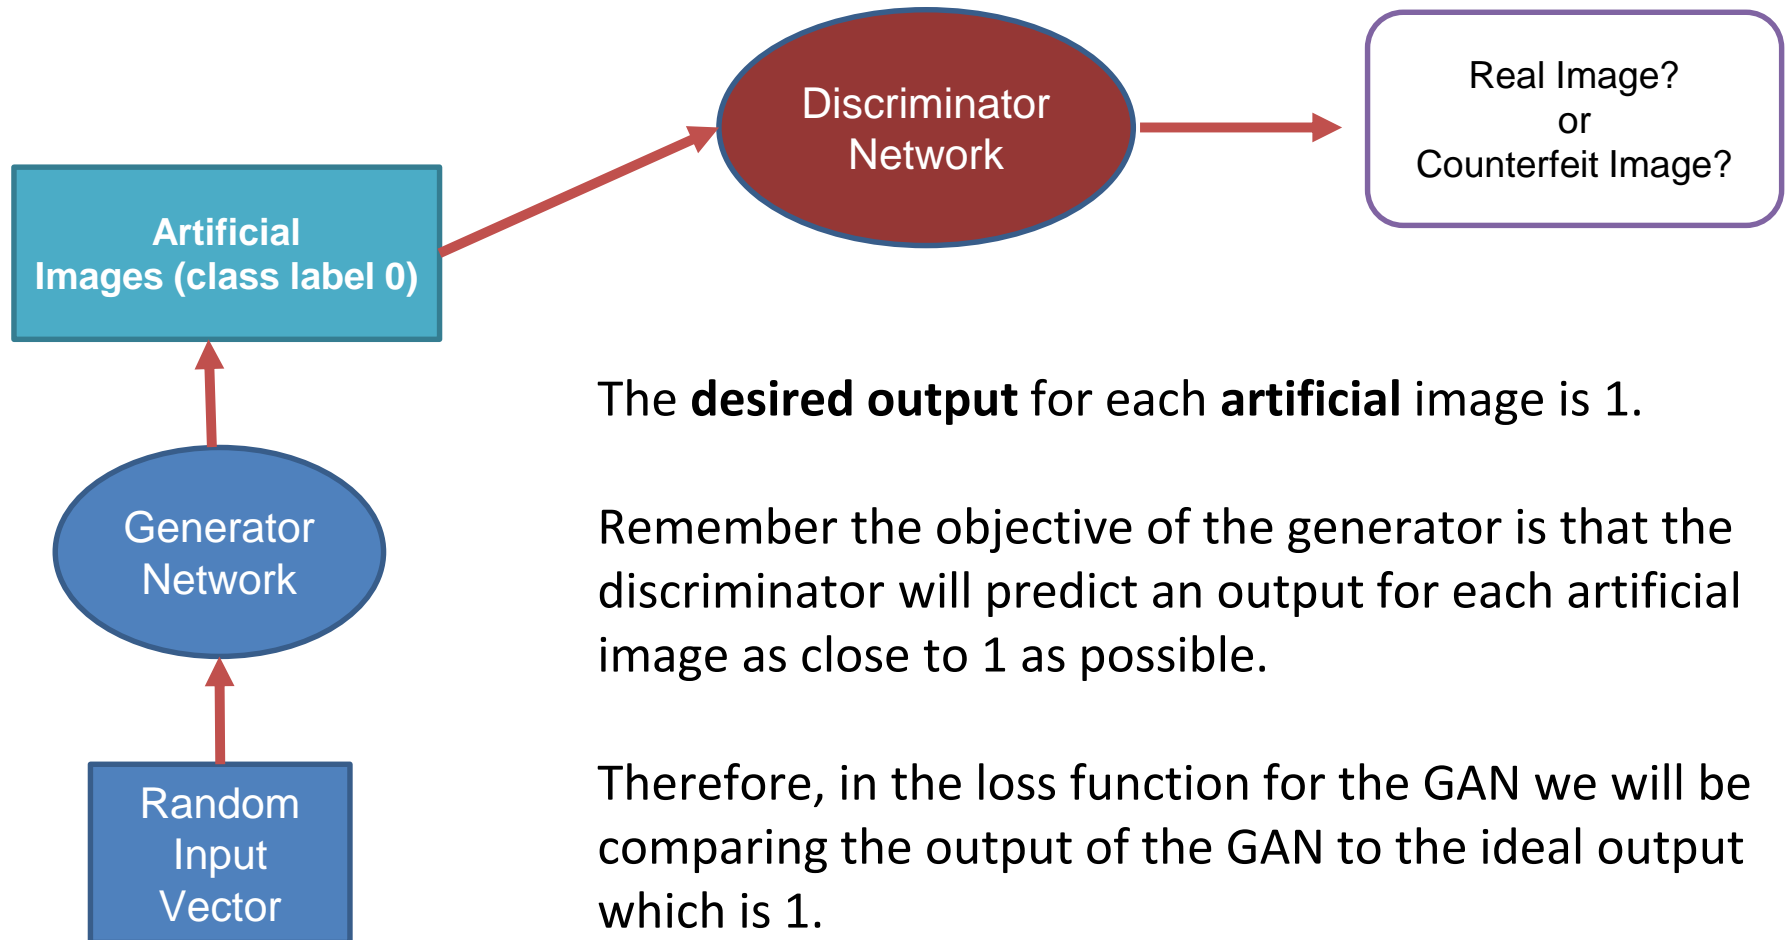 Discriminator
Network
Real Image?
or
Counterfeit Image?
Artificial
Images (class label 0)
Generator
Network
Random
Input
Vector
The desired output for each artificial image is 1.
Remember the objective of the generator is that the
discriminator will predict an output for each artificial
image as close to 1 as possible.
Therefore, in the loss function for the GAN we will be
comparing the output of the GAN to the ideal output
which is 1.